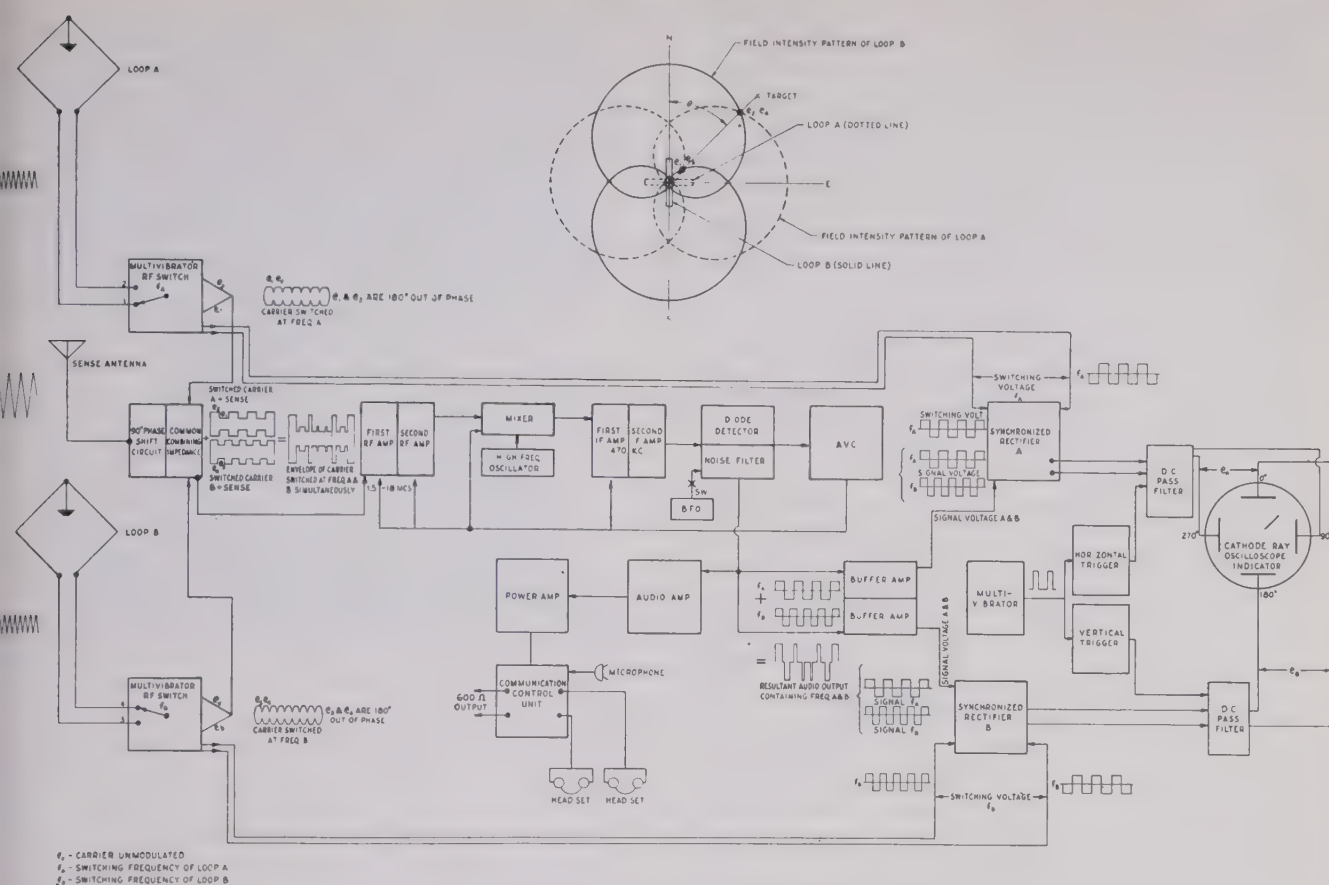 LOOP A
N
FIELD INTENSITY PATTERN OF LOOP B
TARGET
LOOP A (DOTTED LINE)
E
FIELD INTENSITY PATTERN OF LOOP A
LOOP B (SOLID LINE)
MULTIVIBRATOR
RF SWITCH
2
1
ARE 180° OUT OF PHASE
CARRIER SWITCHED
AT FREQ A
SENSE ANTENNA
90° PHASE
SHIFT
CIRCUIT
COMMON
COMBINING
IMPEDANCE
SWITCHED CARRIER
A + SENSE
SWITCHED CARRIER
B + SENSE
=
ENVELOPE OF CARRIER
SWITCHED AT FREQ A &
B SIMULTANEOUSLY
FIRST
RF AMP
SECOND
RF AMP
1.5 -18 MCS
MIXER
HIGH FREQ
OSCILLATOR
FIRST
IF AMP
470
SECOND
IF AMP
KC
DIODE
DETECTOR
NOISE FILTER
SW
BFO
AVC
SWITCHING
VOLTAGE
SWITCHING VOLT
SIGNAL VOLTAGE
SYNCHRONIZED
RECTIFIER
A
SIGNAL VOLTAGE A & B
DC
PASS
FILTER
0°
270°
90°
180°
CATHODE RAY
OSCILLOSCOPE
INDICATOR
LOOP B
POWER AMP
AUDIO AMP
+
BUFFER AMP
BUFFER AMP
SIGNAL VOLTAGE A & B
=
RESULTANT AUDIO OUTPUT
CONTAINING FREQ A & B
MULTI-
VIBRATOR
HORIZONTAL
TRIGGER
VERTICAL
TRIGGER
MICROPHONE
COMMUNICATION
CONTROL
UNIT
600 Ω
OUTPUT
HEAD SET
HEAD SET
MULTIVIBRATOR
RF SWITCH
4
3
ARE 180°
OUT OF PHASE
CARRIER SWITCHED
AT FREQ B
SIGNAL
SIGNAL
SYNCHRONIZED
RECTIFIER
B
DC
PASS
FILTER
SWITCHING VOLTAGE
- CARRIER UNMODULATED
- SWITCHING FREQUENCY OF LOOP A
- SWITCHING FREQUENCY OF LOOP B